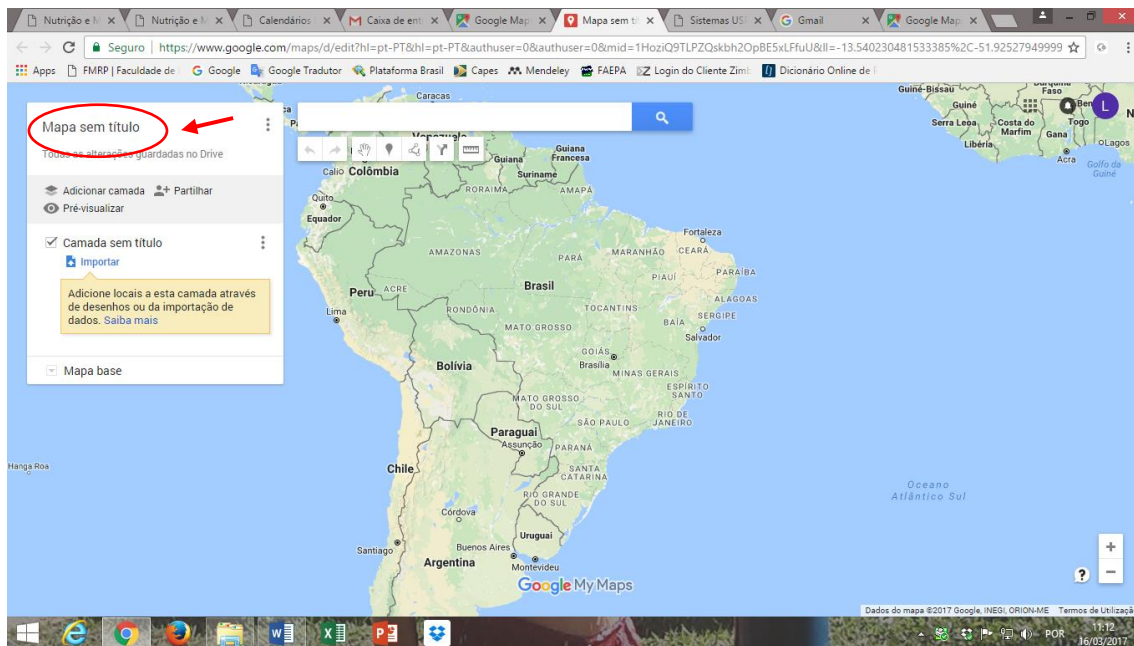 Nutrição e M
Nutrição e M
Calendários
Caixa de entr
Google Map
Mapa sem tí
Sistemas USP
Gmail
Google Map
Seguro | https://www.google.com/maps/d/edit?hl=pt-PT&hl=pt-PT&authuser=0&authuser=0&mid=1HoziQ9TLPZQskbh2OpBE5xLFfuU&ll=-13.540230481533385%2C-51.92527949999
Apps FMRP | Faculdade de Google Google Tradutor Plataforma Brasil Capes Mendeley FAEPA Login do Cliente Zim Dicionário Online de
Mapa sem título
Todas as alterações guardadas no Drive
Adicionar camada Partilhar
Pré-visualizar
Camada sem título
Importar
Adicione locais a esta camada através
de desenhos ou da importação de
dados. Saiba mais
Mapa base
Caracas
Venezuela
Guiana
Guiana
Francesa
Suriname
Calio Colômbia
RORAIMA
AMAPÁ
Quito
Equador
Fortaleza
AMAZONAS
PARÁ
MARANHÃO
CEARÁ
PIAUÍ
PARAÍBA
Peru
ACRE
Brasil
ALAGOAS
Lima
RONDÔNIA
TOCANTINS
SERGIPE
MATO GROSSO
BAÍA
Salvador
GOIÁS
Bolívia
Brasília
MINAS GERAIS
ESPÍRITO
SANTO
MATO GROSSO
DO SUL
RIO DE
JANEIRO
SÃO PAULO
Paraguai
Assunção
PARANÁ
Hanga Roa
Chile
SANTA
CATARINA
RIO GRANDE
DO SUL
Córdova
Uruguai
Santiago
Buenos Aires
Argentina
Montevideu
Oceano
Atlântico Sul
Guiné-Bissau
Burquina
Faso
Guiné
Ben
L
N
Serra Leoa
Costa do
Marfim
Togo
Gana
Libéria
Lagos
Acra
Golfo da
Guiné
Google My Maps
+
?
−
Dados do mapa ©2017 Google, INEGI, ORION-ME Termos de Utilizaçã
POR
11:12
16/03/2017